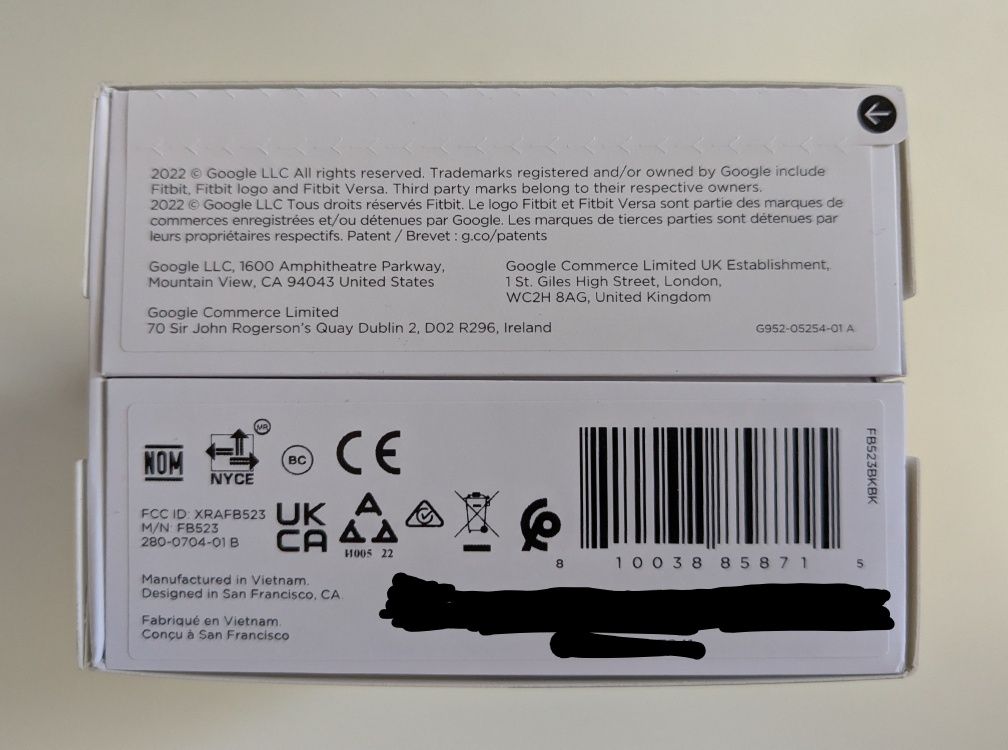 2022 © Google LLC All rights reserved. Trademarks registered and/or owned by Google include
Fitbit, Fitbit logo and Fitbit Versa. Third party marks belong to their respective owners.
2022 © Google LLC Tous droits réservés Fitbit. Le logo Fitbit et Fitbit Versa sont partie des marques de
commerces enregistrées et/ou détenues par Google. Les marques de tierces parties sont détenues par
leurs propriétaires respectifs. Patent / Brevet : g.co/patents
Google LLC, 1600 Amphitheatre Parkway,
Mountain View, CA 94043 United States
Google Commerce Limited
70 Sir John Rogerson's Quay Dublin 2, D02 R296, Ireland
Google Commerce Limited UK Establishment,
1 St. Giles High Street, London,
WC2H 8AG, United Kingdom
G952-05254-01 A
NOM
NYCE
MR
BC
CE
FCC ID: XRAFB523
M/N: FB523
280-0704-01 B
UK
CA
И005 22
Manufactured in Vietnam.
Designed in San Francisco, CA
Fabriqué en Vietnam.
Conçu à San Francisco
8 10038 85871 5
FB523BKBK